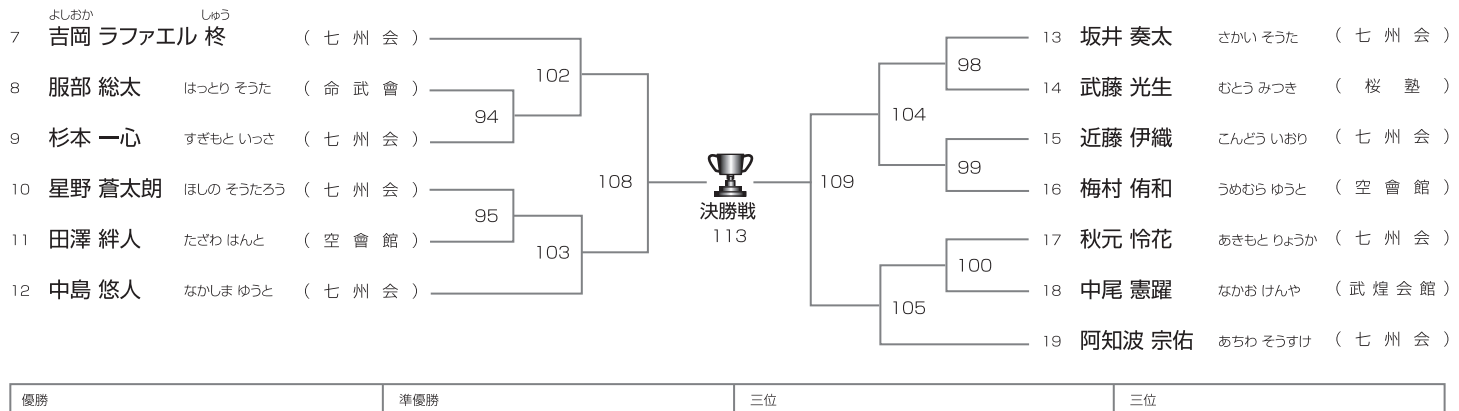 よしおか しゅう
7 吉岡 ラファエル 柊 ( 七 州 会 )
8 服部 総太 はっとり そうた ( 命 武 會 )
9 杉本 一心 すぎもと いっさ ( 七 州 会 )
10 星野 蒼太朗 ほしの そうたろう ( 七 州 会 )
11 田澤 絆人 たざわ はんと ( 空 會 館 )
12 中島 悠人 なかしま ゆうと ( 七 州 会 )
102
94
95
103
108
決勝戦
113
109
98
104
99
100
105
13 坂井 奏太 さかい そうた ( 七 州 会 )
14 武藤 光生 むとう みつき ( 桜 塾 )
15 近藤 伊織 こんどう いおり ( 七 州 会 )
16 梅村 侑和 うめむら ゆうと ( 空 會 館 )
17 秋元 怜花 あきもと りょうか ( 七 州 会 )
18 中尾 憲躍 なかお けんや ( 武 煌 会 館 )
19 阿知波 宗佑 あちわ そうすけ ( 七 州 会 )
優勝 準優勝 三位 三位